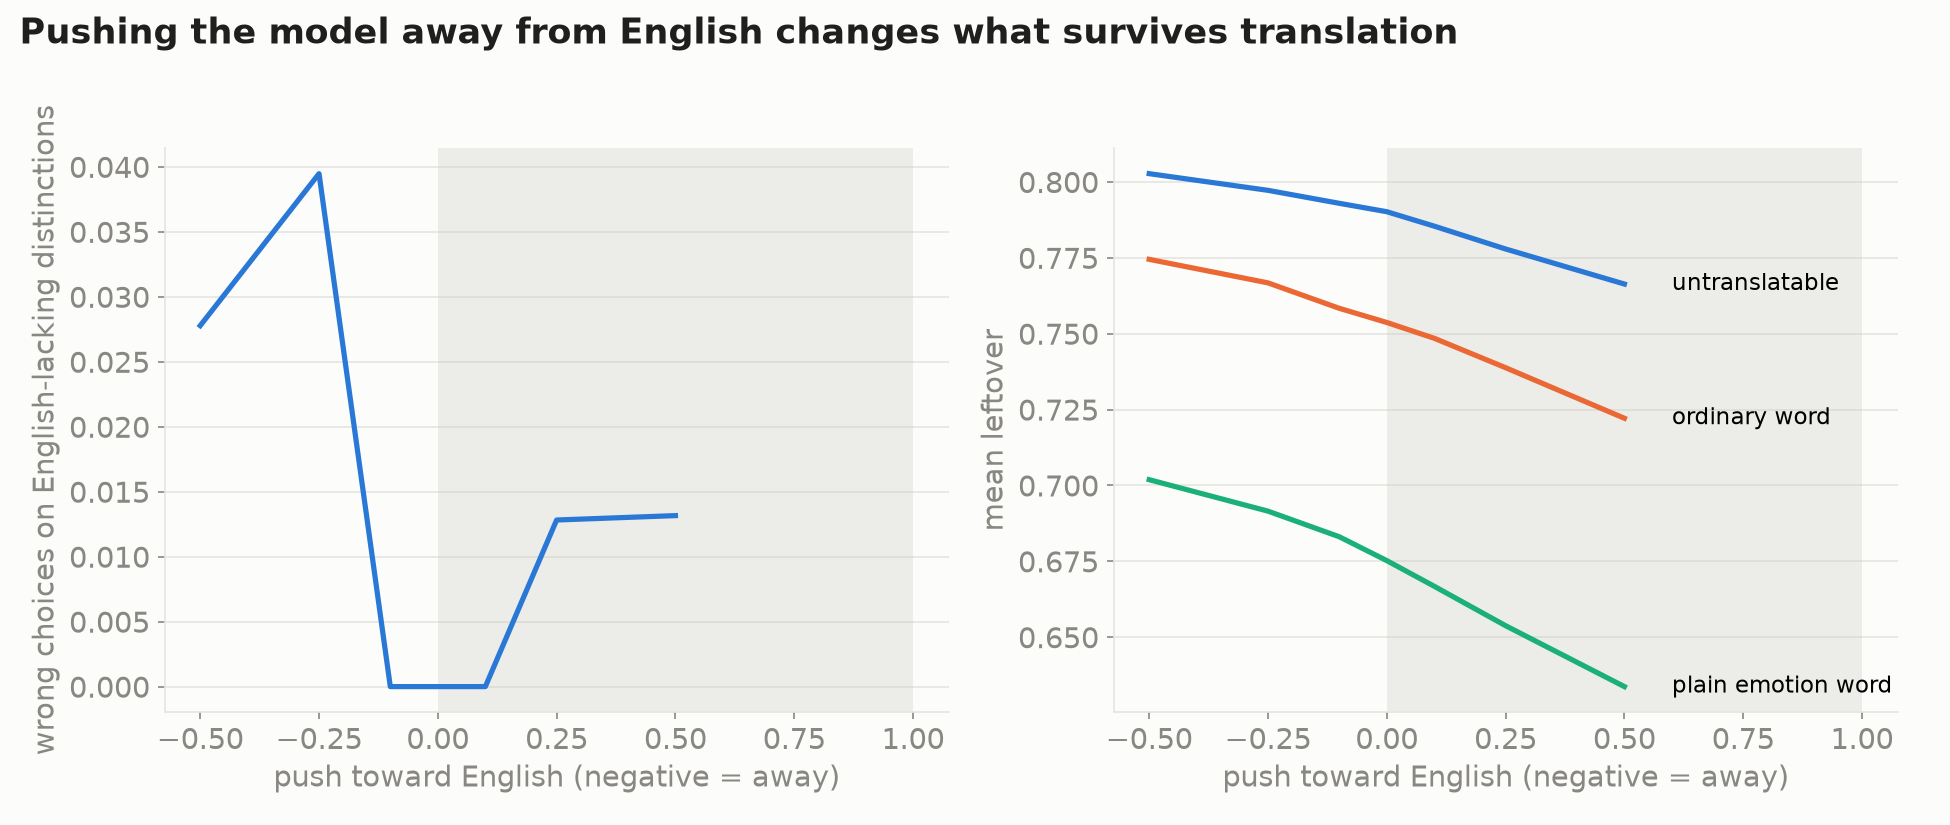 Pushing the model away from English changes what survives translation
wrong choices on English-lacking distinctions
0.040
0.035
0.030
0.025
0.020
0.015
0.010
0.005
0.000
−0.50 −0.25 0.00 0.25 0.50 0.75 1.00
push toward English (negative = away)
mean leftover
0.800
0.775
0.750
0.725
0.700
0.675
0.650
untranslatable
ordinary word
plain emotion word
−0.50 −0.25 0.00 0.25 0.50 0.75 1.00
push toward English (negative = away)